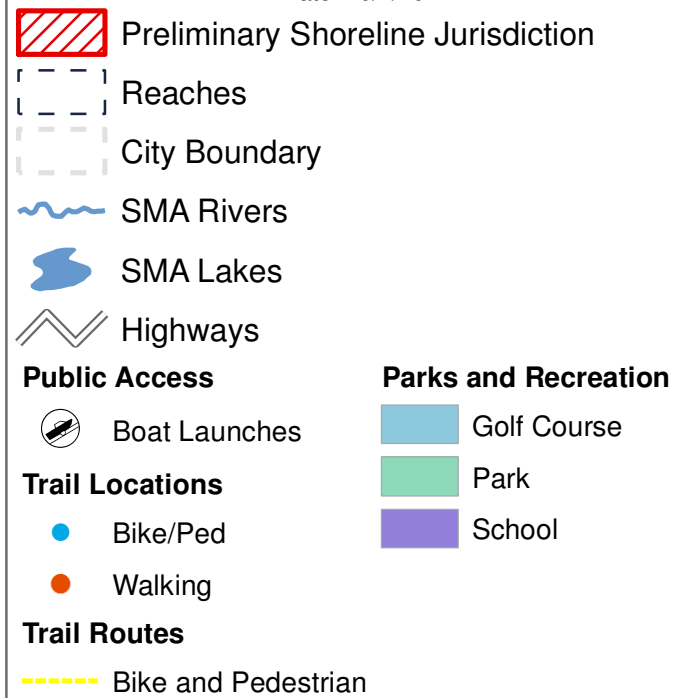 Preliminary Shoreline Jurisdiction
Reaches
City Boundary
SMA Rivers
SMA Lakes
Highways
Public Access
Boat Launches
Trail Locations
Bike/Ped
Walking
Trail Routes
Bike and Pedestrian
Parks and Recreation
Golf Course
Park
School